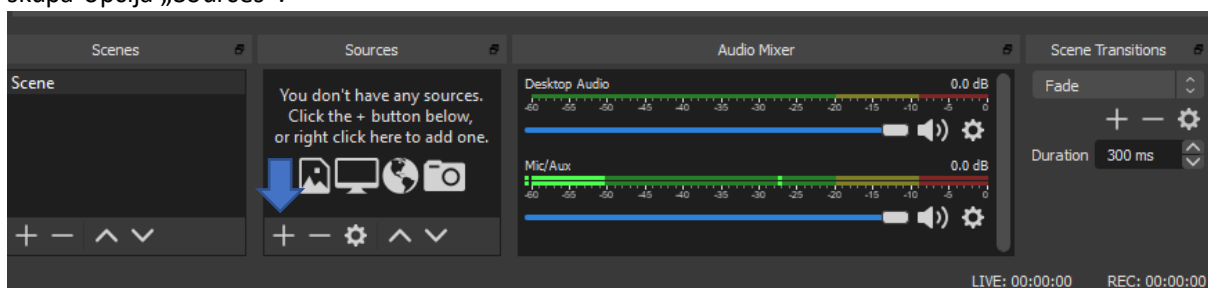 Scenes
Sources
Audio Mixer
Scene Transitions
Scene
You don't have any sources.
Click the + button below,
or right click here to add one.
Desktop Audio 0.0 dB
-60 -55 -50 -45 -40 -35 -30 -25 -20 -15 -10 -5 0
Mic/Aux 0.0 dB
-60 -55 -50 -45 -40 -35 -30 -25 -20 -15 -10 -5 0
Fade
Duration 300 ms
LIVE: 00:00:00 REC: 00:00:00